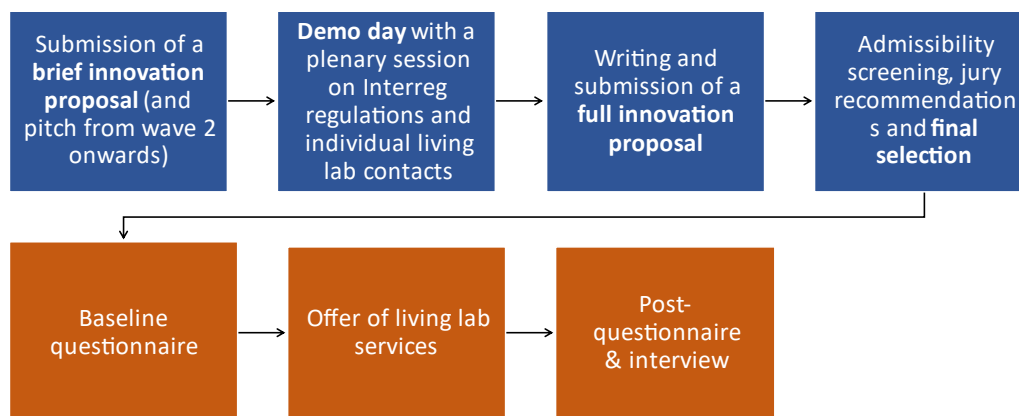 Submission of a
brief innovation
proposal (and
pitch from wave 2
onwards)
Demo day with a
plenary session
on Interreg
regulations and
individual living
lab contacts
Writing and
submission of a
full innovation
proposal
Admissibility
screening, jury
recommendation
s and final
selection
Baseline
questionnaire
Offer of living lab
services
Post-
questionnaire
& interview